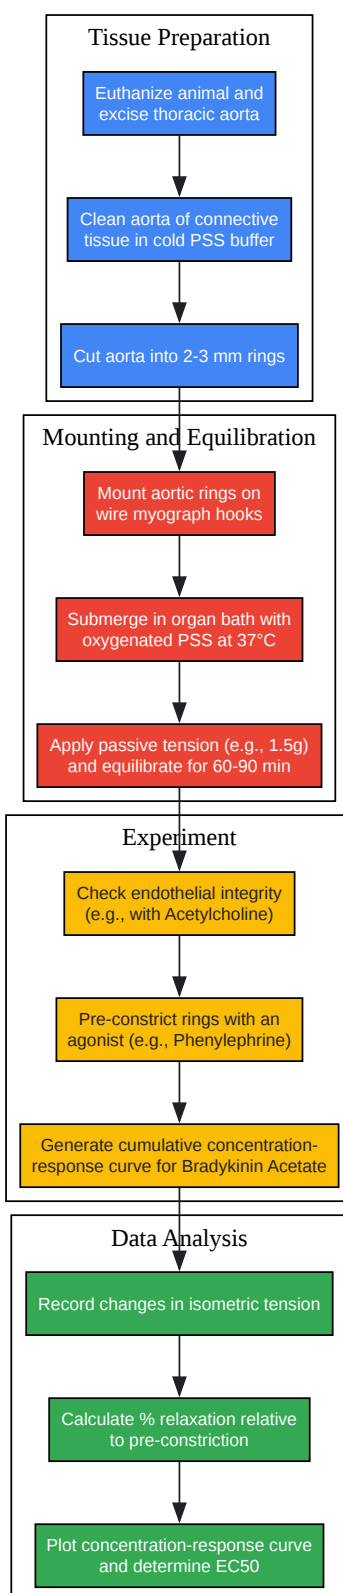 Tissue Preparation
Euthanize animal and
excise thoracic aorta
Clean aorta of connective
tissue in cold PSS buffer
Cut aorta into 2-3 mm rings
Mounting and Equilibration
Mount aortic rings on
wire myograph hooks
Submerge in organ bath with
oxygenated PSS at 37°C
Apply passive tension (e.g., 1.5g)
and equilibrate for 60-90 min
Experiment
Check endothelial integrity
(e.g., with Acetylcholine)
Pre-constrict rings with an
agonist (e.g., Phenylephrine)
Generate cumulative concentration-
response curve for Bradykinin Acetate
Data Analysis
Record changes in isometric tension
Calculate % relaxation relative
to pre-constriction
Plot concentration-response curve
and determine EC50